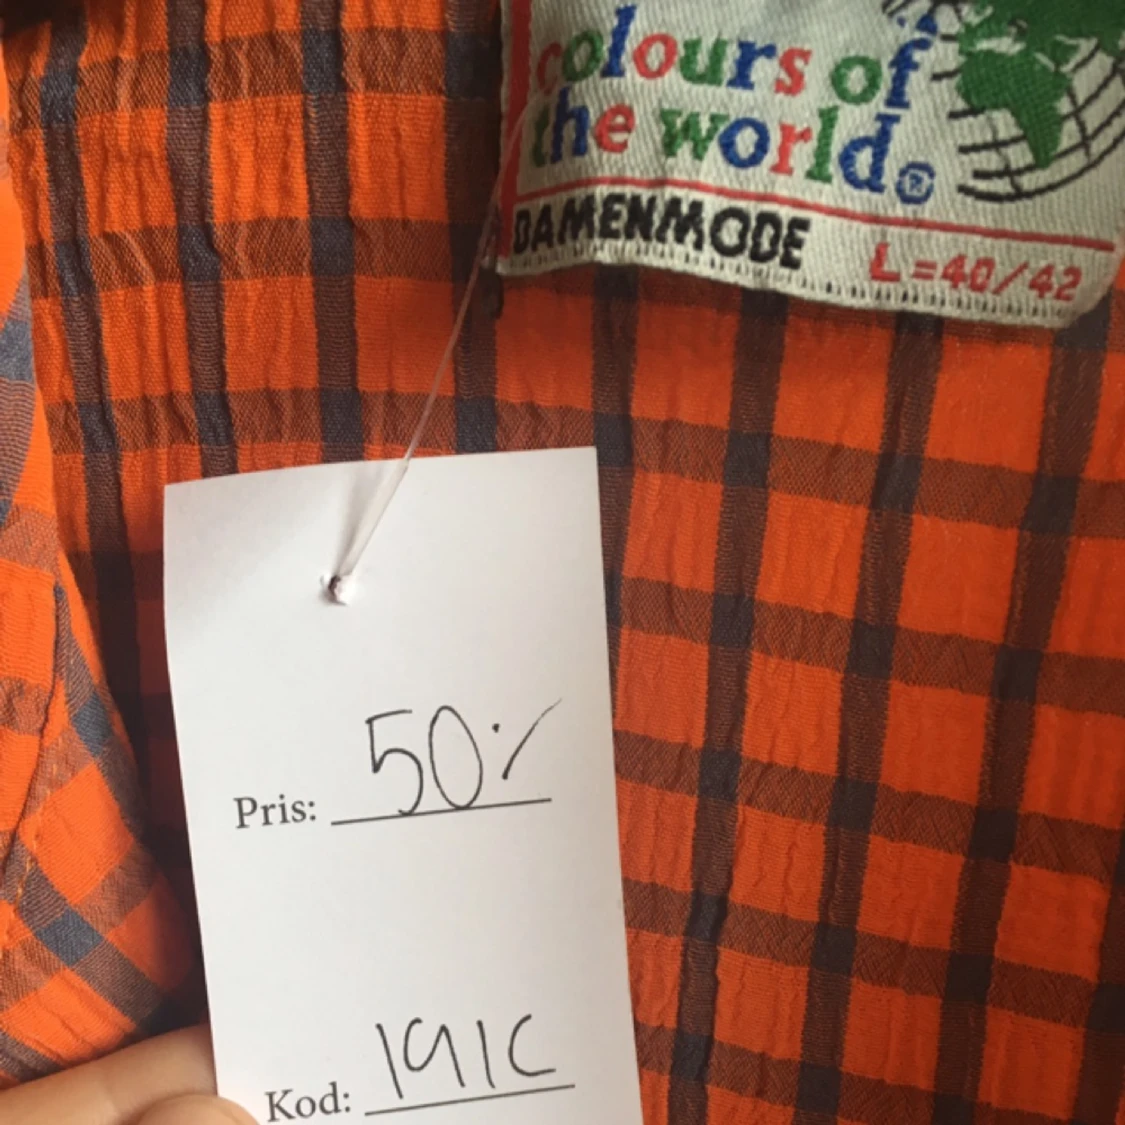 colours of
the world®
DAMENMODE L=40/42
Pris: 50%
Kod: 191C